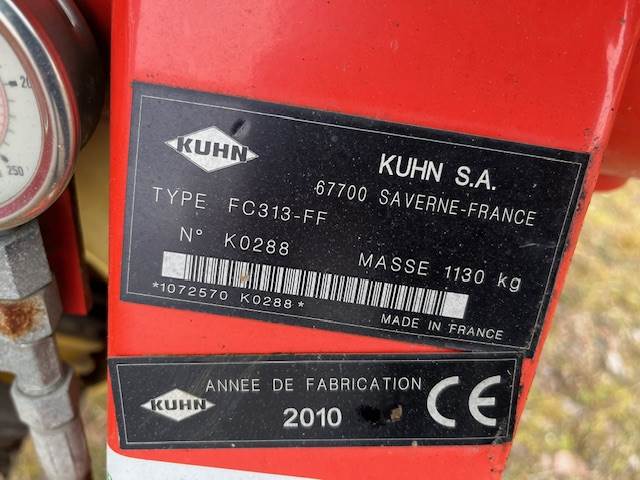 KUHN
KUHN S.A.
67700 SAVERNE-FRANCE
TYPE FC313-FF
N° K0288 MASSE 1130 kg
*1072570 K0288*
MADE IN FRANCE
KUHN
ANNEE DE FABRICATION
2010
CE
250